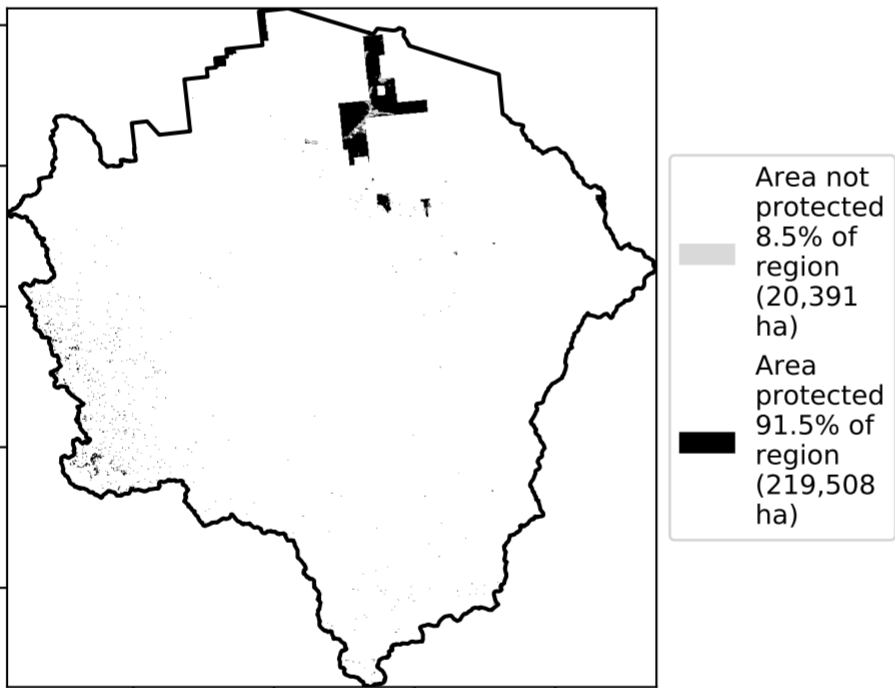 Area not
protected
8.5% of
region
(20,391
ha)
Area
protected
91.5% of
region
(219,508
ha)